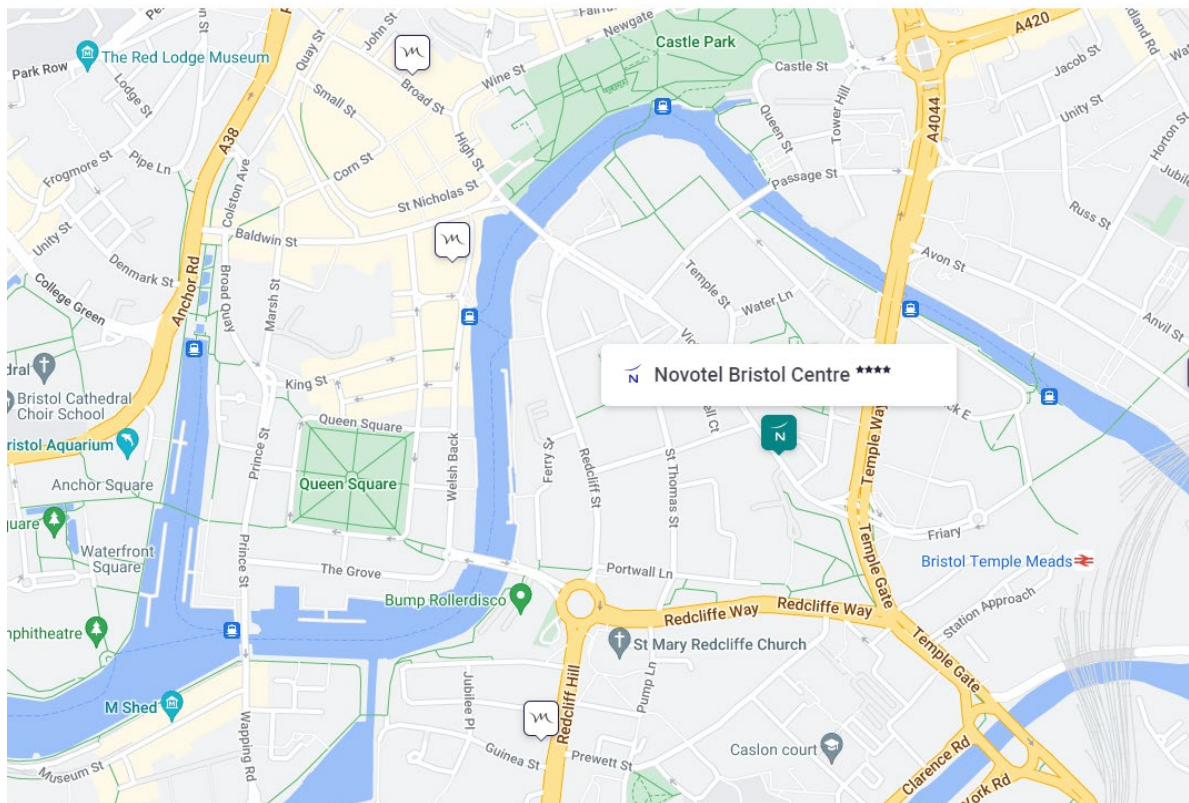 Fairfax
Newgate
A420
John St
Quay St
The Red Lodge Museum
Park Row
Lodge St
Castle Park
Wine St
Castle St
Jacob St
Broad St
Small St
Unity St
Tower Hill
A4044
Horton St
A38
Pipe Ln
High St
Queen St
Frogmore St
Corn St
Colston Ave
St Nicholas St
Passage St
Russ St
Unity St
Baldwin St
Denmark St
Avon St
College Green
Anchor Rd
Broad Quay
Marsh St
Temple St
Water Ln
Anvil St
Novotel Bristol Centre ****
N
King St
Bristol Cathedral
Choir School
Queen Square
Temple Way
N
Prince St
Welsh Back
Ferry St
Redcliff St
St Thomas St
Anchor Square
Queen Square
Friary
Waterfront
Square
Prince St
The Grove
Portwall Ln
Temple Gate
Bristol Temple Meads
Bump Rollerdisco
Redcliffe Way
Redcliffe Way
Station Approach
St Mary Redcliffe Church
Temple Gate
Pump Ln
Jubilee Pl
Redcliff Hill
M Shed
Wapping Rd
Guinea St
Prewett St
Caslon court
Clarence Rd
Museum St
York Rd